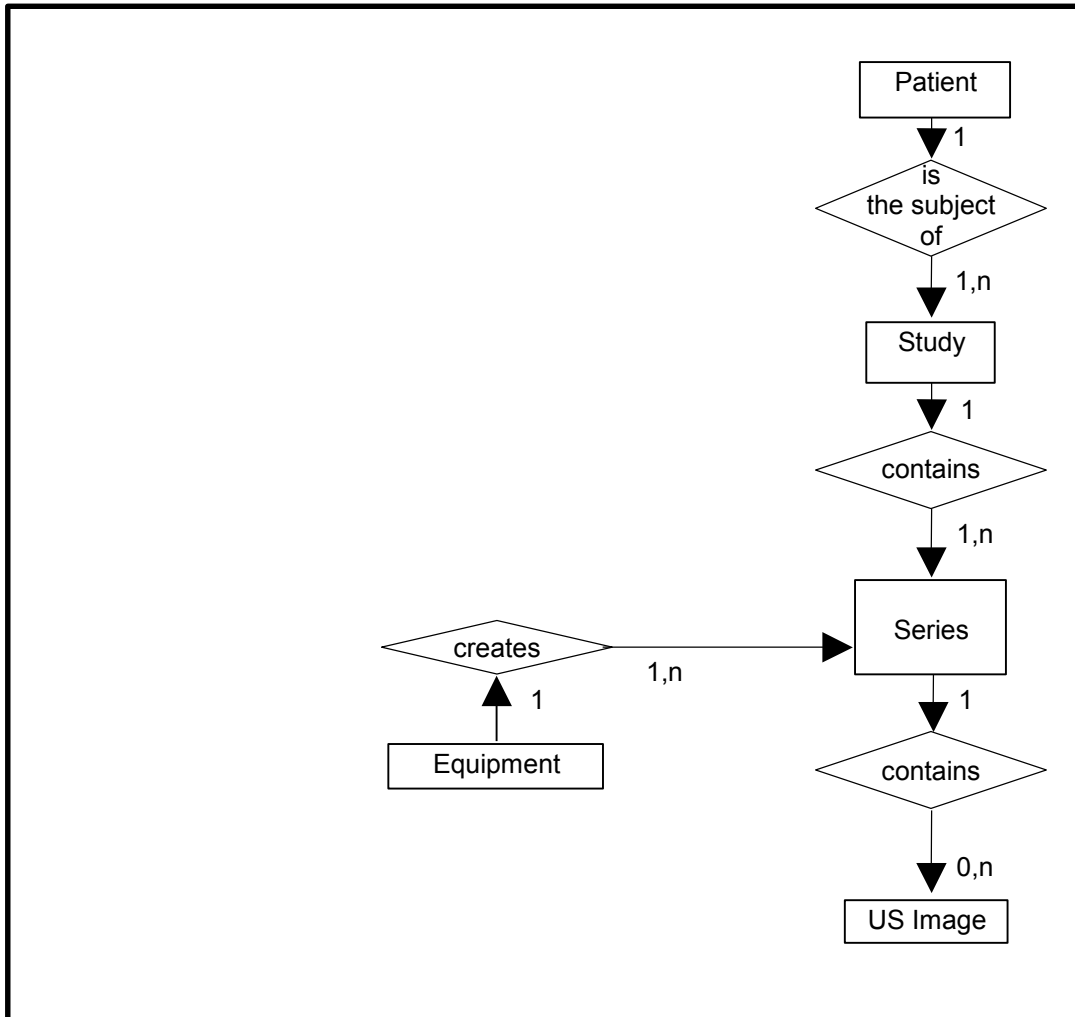 Patient
1
is
the subject
of
1,n
Study
1
contains
1,n
Series
creates
1,n
1
1
Equipment
contains
0,n
US Image